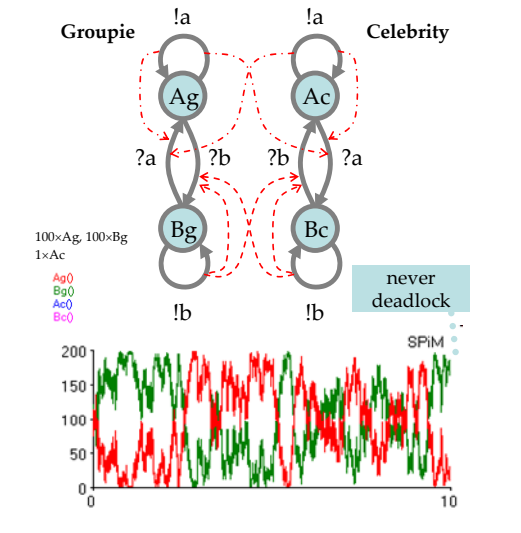 !a
!a
Groupie
Celebrity
Ag
Ac
?a
?b
?b
?a
Bg
Bc
100×Ag, 100×Bg
1×Ac
Ag()
Bg()
Ac()
Bc()
!b
!b
never
deadlock
SPiM
200
150
100
50
0
0
10